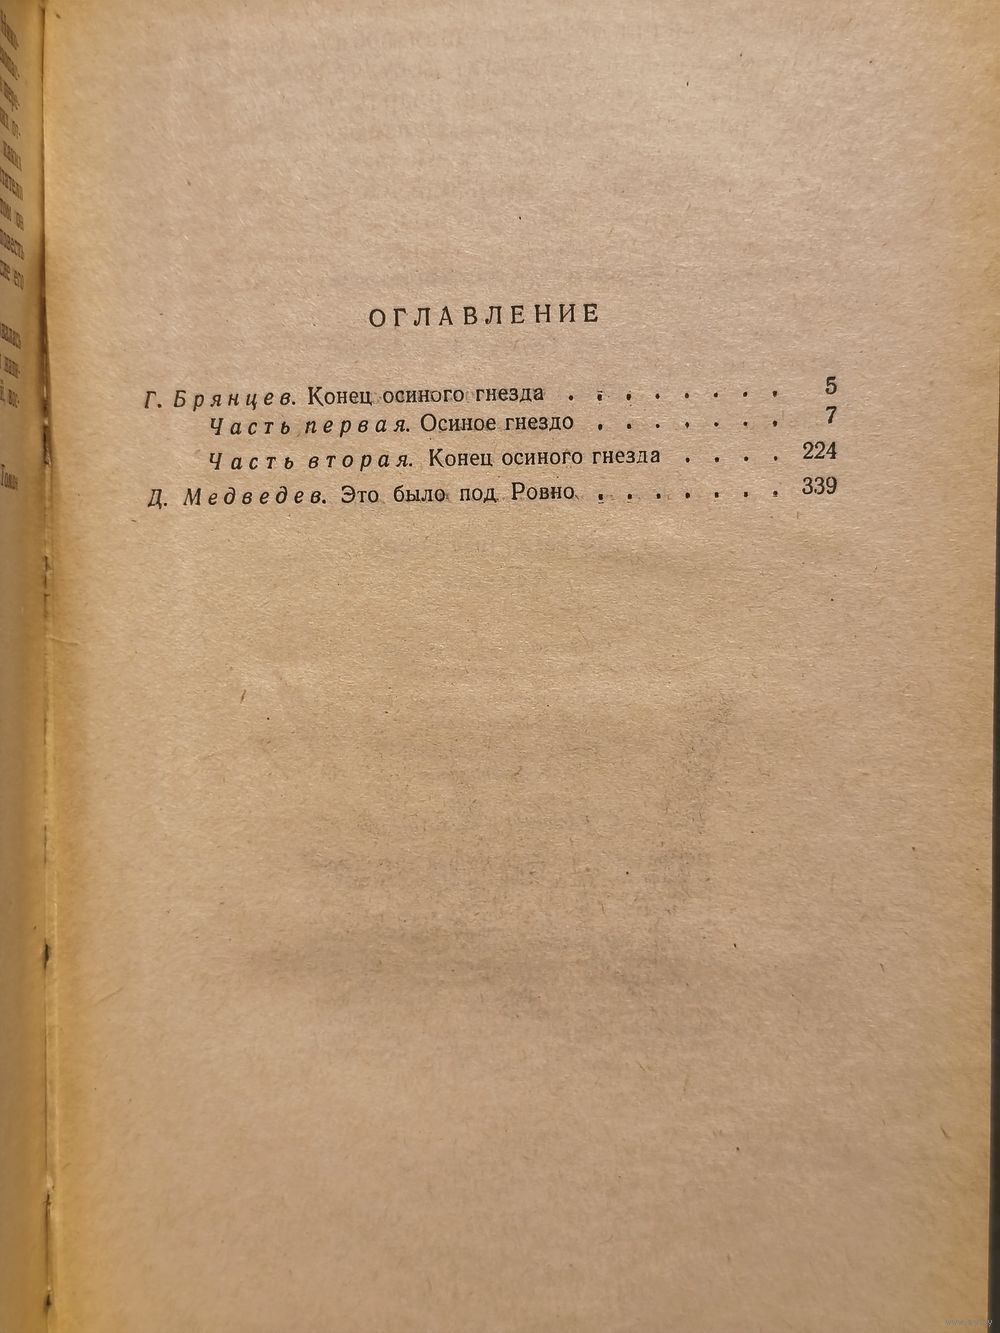 ОГЛАВЛЕНИЕ
Г. Брянцев. Конец осиного гнезда . . . . . . . . 5
Часть первая. Осиное гнездо . . . . . . . 7
Часть вторая. Конец осиного гнезда . . . . 224
Д. Медведев. Это было под Ровно . . . . . . . 339